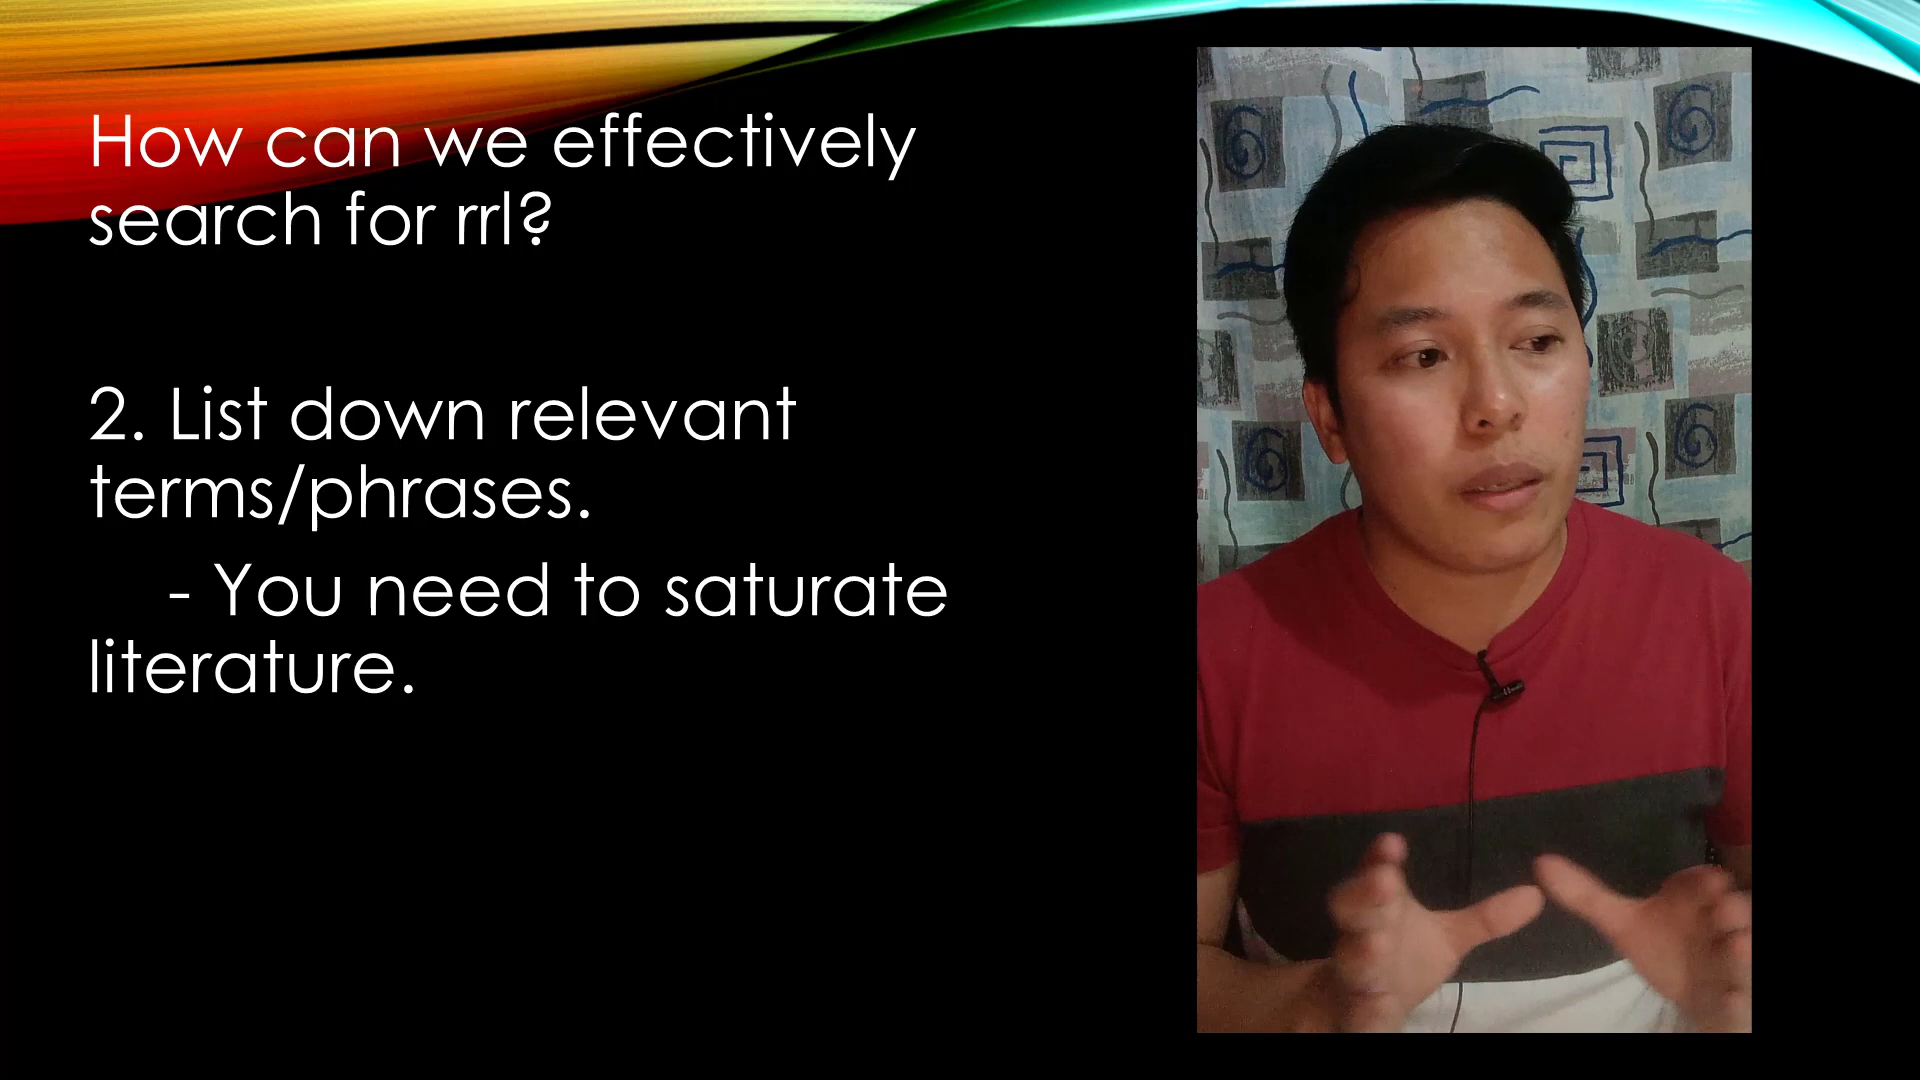 How can we effectively
search for rrl?
2. List down relevant
terms/phrases.
- You need to saturate
literature.